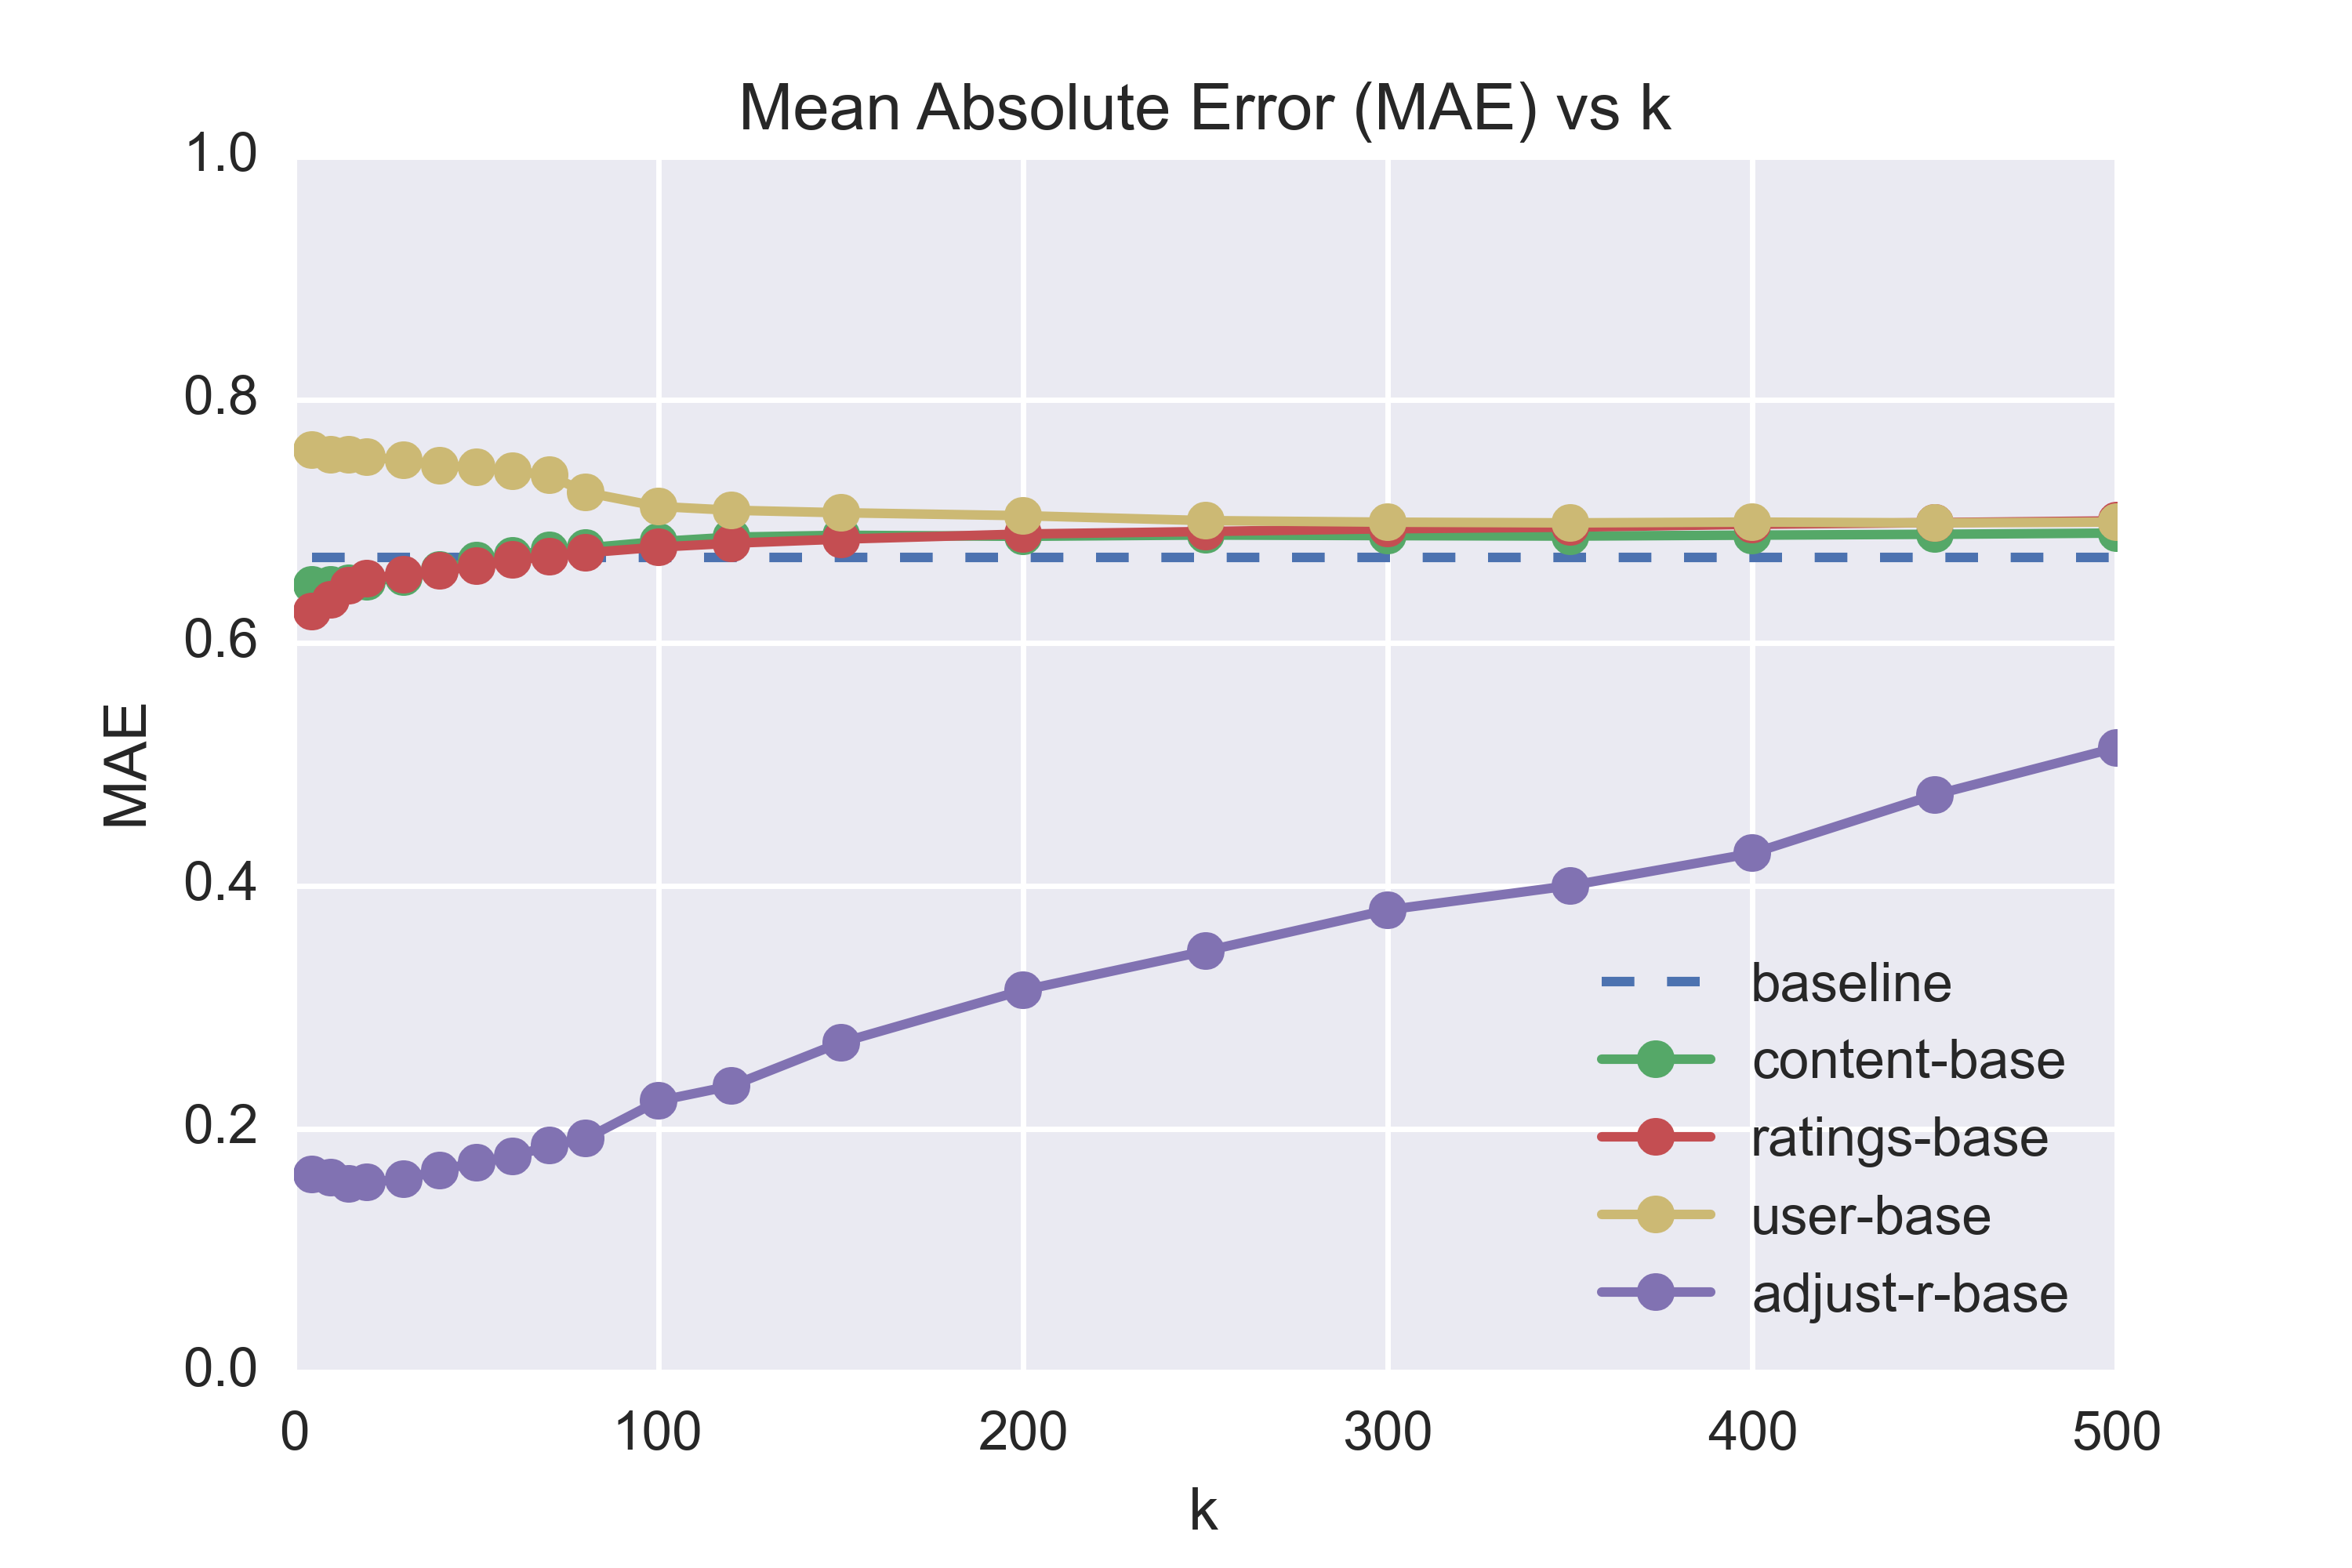 Mean Absolute Error (MAE) vs k
1.0
0.8
0.6
0.4
0.2
0.0
MAE
0 100 200 300 400 500
k
baseline
content-base
ratings-base
user-base
adjust-r-base